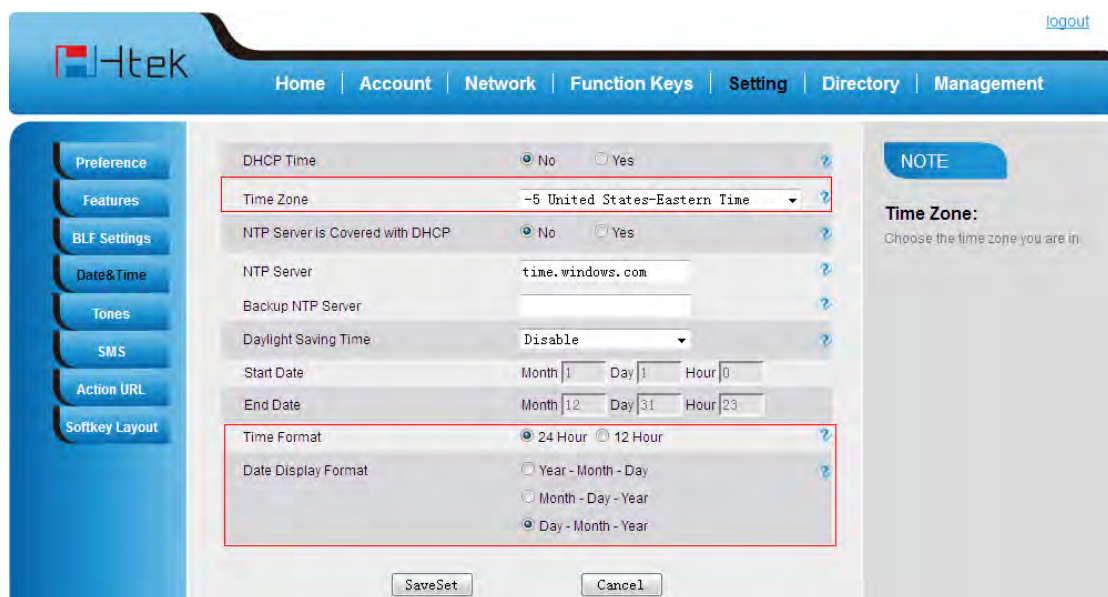 logout
Htek
Home | Account | Network | Function Keys | Setting | Directory | Management
Preference
Features
BLF Settings
Date&Time
Tones
SMS
Action URL
Softkey Layout
DHCP Time No Yes ?
Time Zone -5 United States-Eastern Time ?
NTP Server is Covered with DHCP No Yes ?
NTP Server time.windows.com ?
Backup NTP Server ?
Daylight Saving Time Disable ?
Start Date Month 1 Day 1 Hour 0
End Date Month 12 Day 31 Hour 23
Time Format 24 Hour 12 Hour ?
Date Display Format Year - Month - Day ?
Month - Day - Year
Day - Month - Year
SaveSet Cancel
NOTE
Time Zone:
Choose the time zone you are in